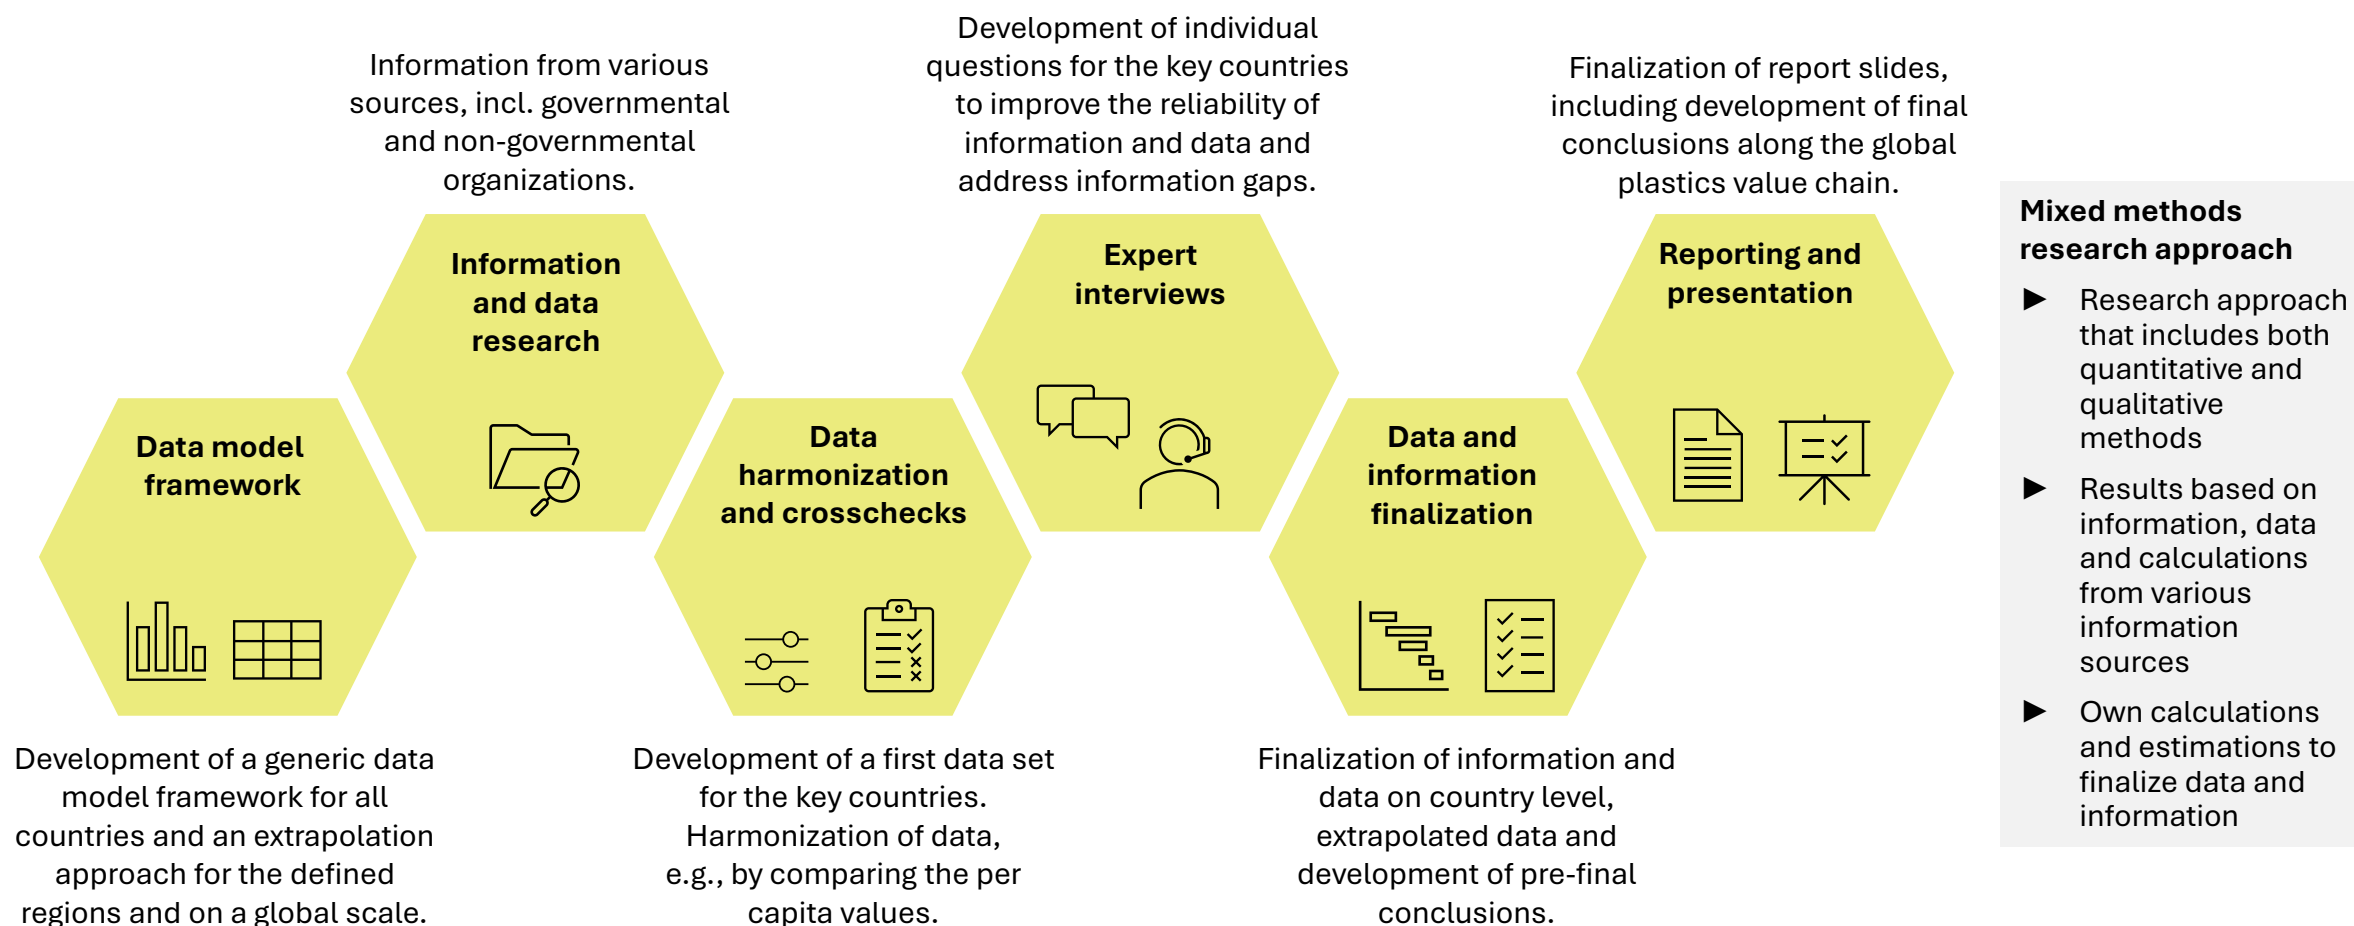 Development of a generic data
model framework for all
countries and an extrapolation
approach for the defined
regions and on a global scale.
Data model
framework
Information from various
sources, incl. governmental
and non-governmental
organizations.
Information
and data
research
Data
harmonization
and crosschecks
Development of a first data set
for the key countries.
Harmonization of data,
e.g., by comparing the per
capita values.
Development of individual
questions for the key countries
to improve the reliability of
information and data and
address information gaps.
Expert
interviews
Data and
information
finalization
Finalization of information and
data on country level,
extrapolated data and
development of pre-final
conclusions.
Finalization of report slides,
including development of final
conclusions along the global
plastics value chain.
Reporting and
presentation
Mixed methods
research approach
► Research approach
that includes both
quantitative and
qualitative
methods
► Results based on
information, data
and calculations
from various
information
sources
► Own calculations
and estimations to
finalize data and
information